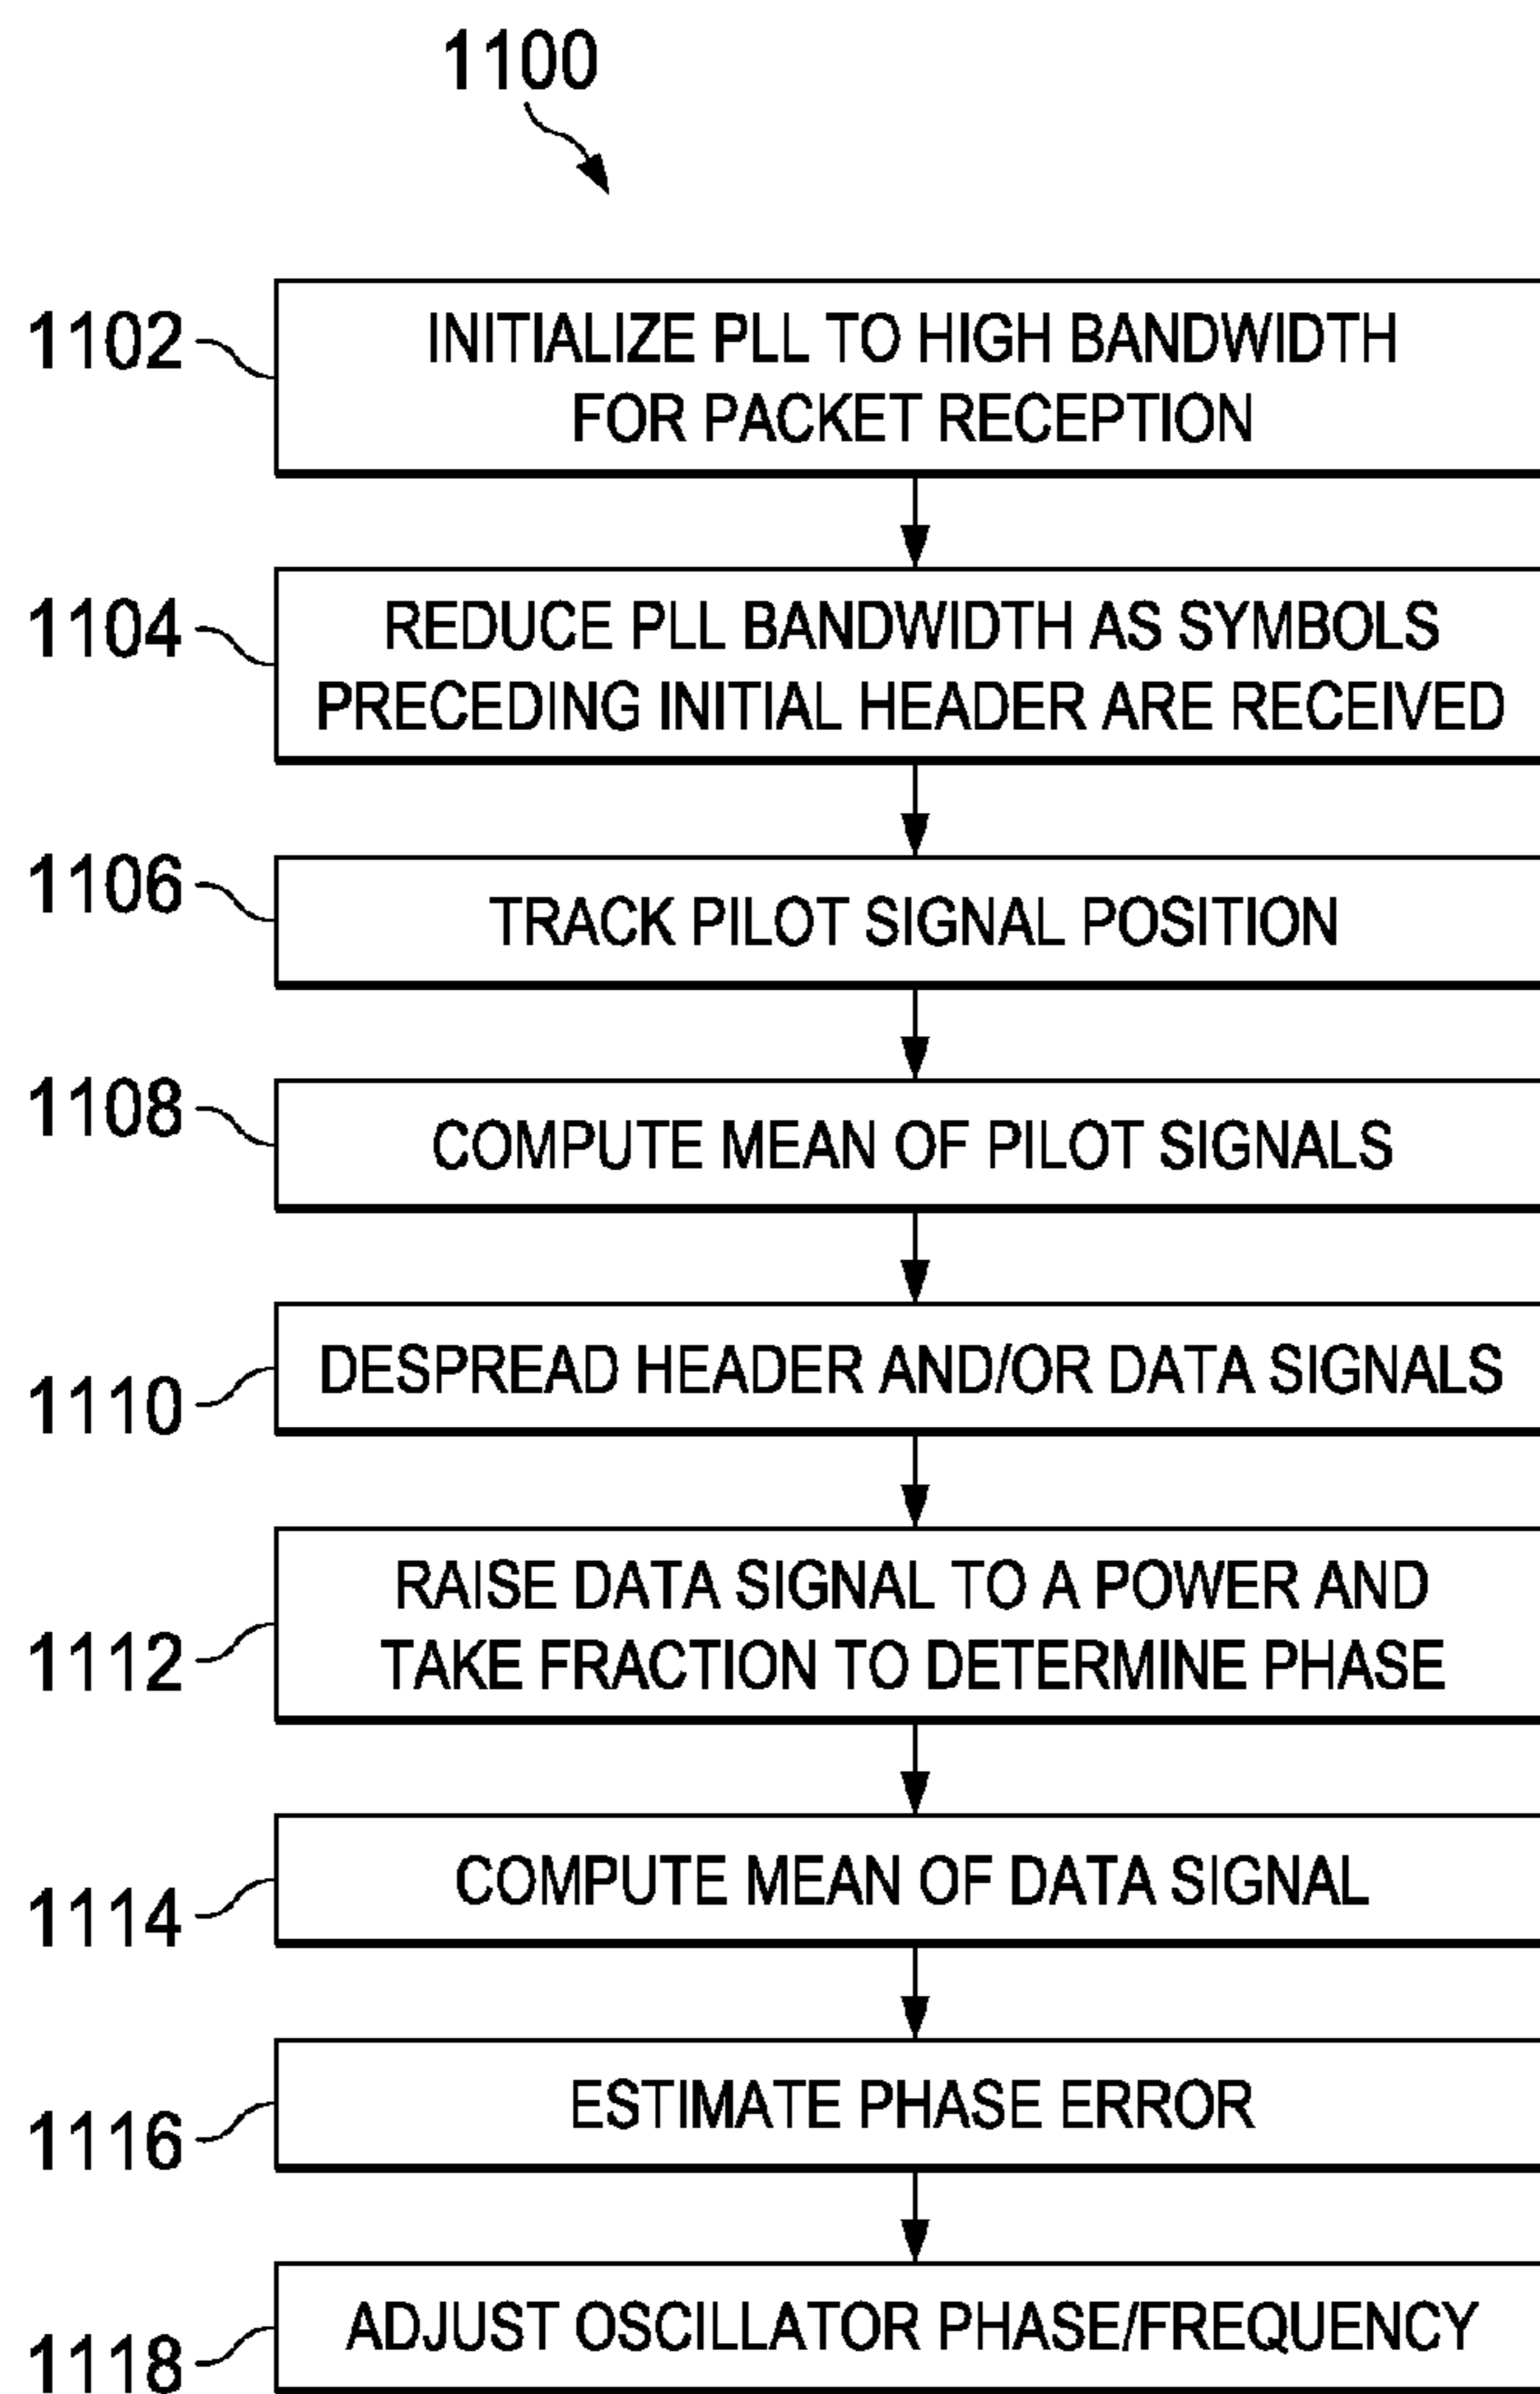 1100
1102
INITIALIZE PLL TO HIGH BANDWIDTH
FOR PACKET RECEPTION
1104
REDUCE PLL BANDWIDTH AS SYMBOLS
PRECEDING INITIAL HEADER ARE RECEIVED
1106
TRACK PILOT SIGNAL POSITION
1108
COMPUTE MEAN OF PILOT SIGNALS
1110
DESPREAD HEADER AND/OR DATA SIGNALS
1112
RAISE DATA SIGNAL TO A POWER AND
TAKE FRACTION TO DETERMINE PHASE
1114
COMPUTE MEAN OF DATA SIGNAL
1116
ESTIMATE PHASE ERROR
1118
ADJUST OSCILLATOR PHASE/FREQUENCY